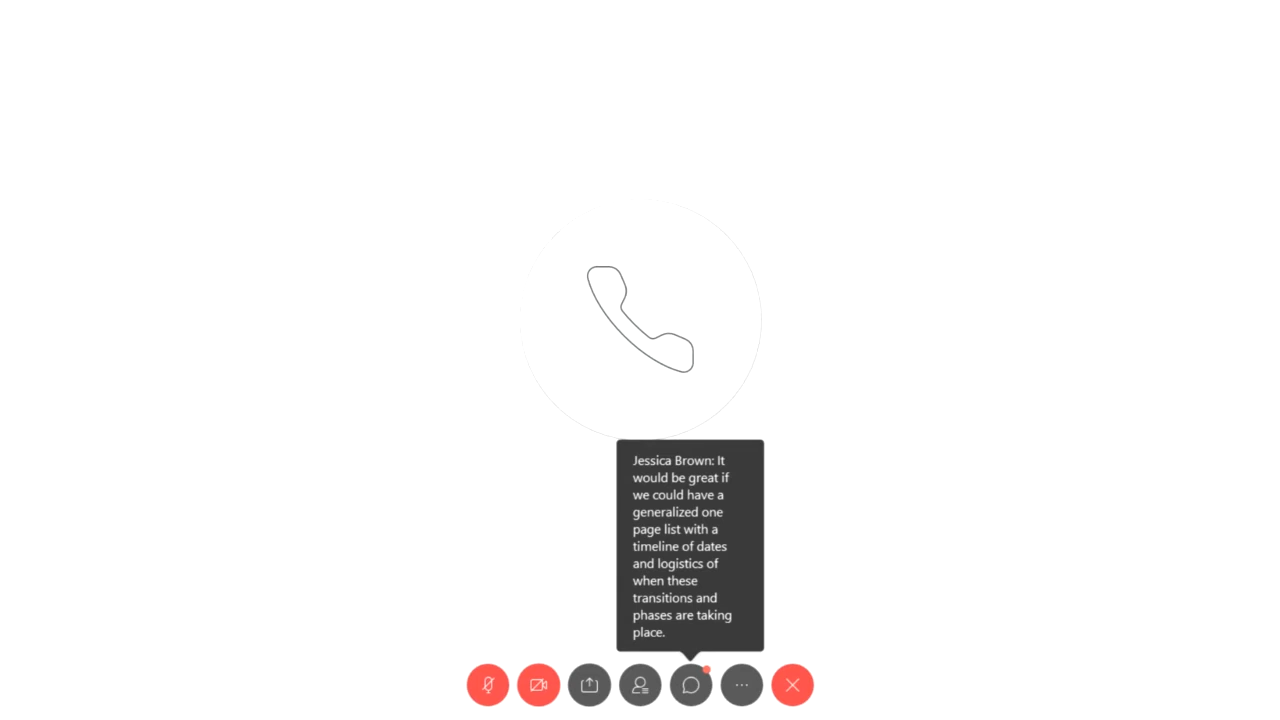 Jessica Brown: It
would be great if
we could have a
generalized one
page list with a
timeline of dates
and logistics of
when these
transitions and
phases are taking
place.